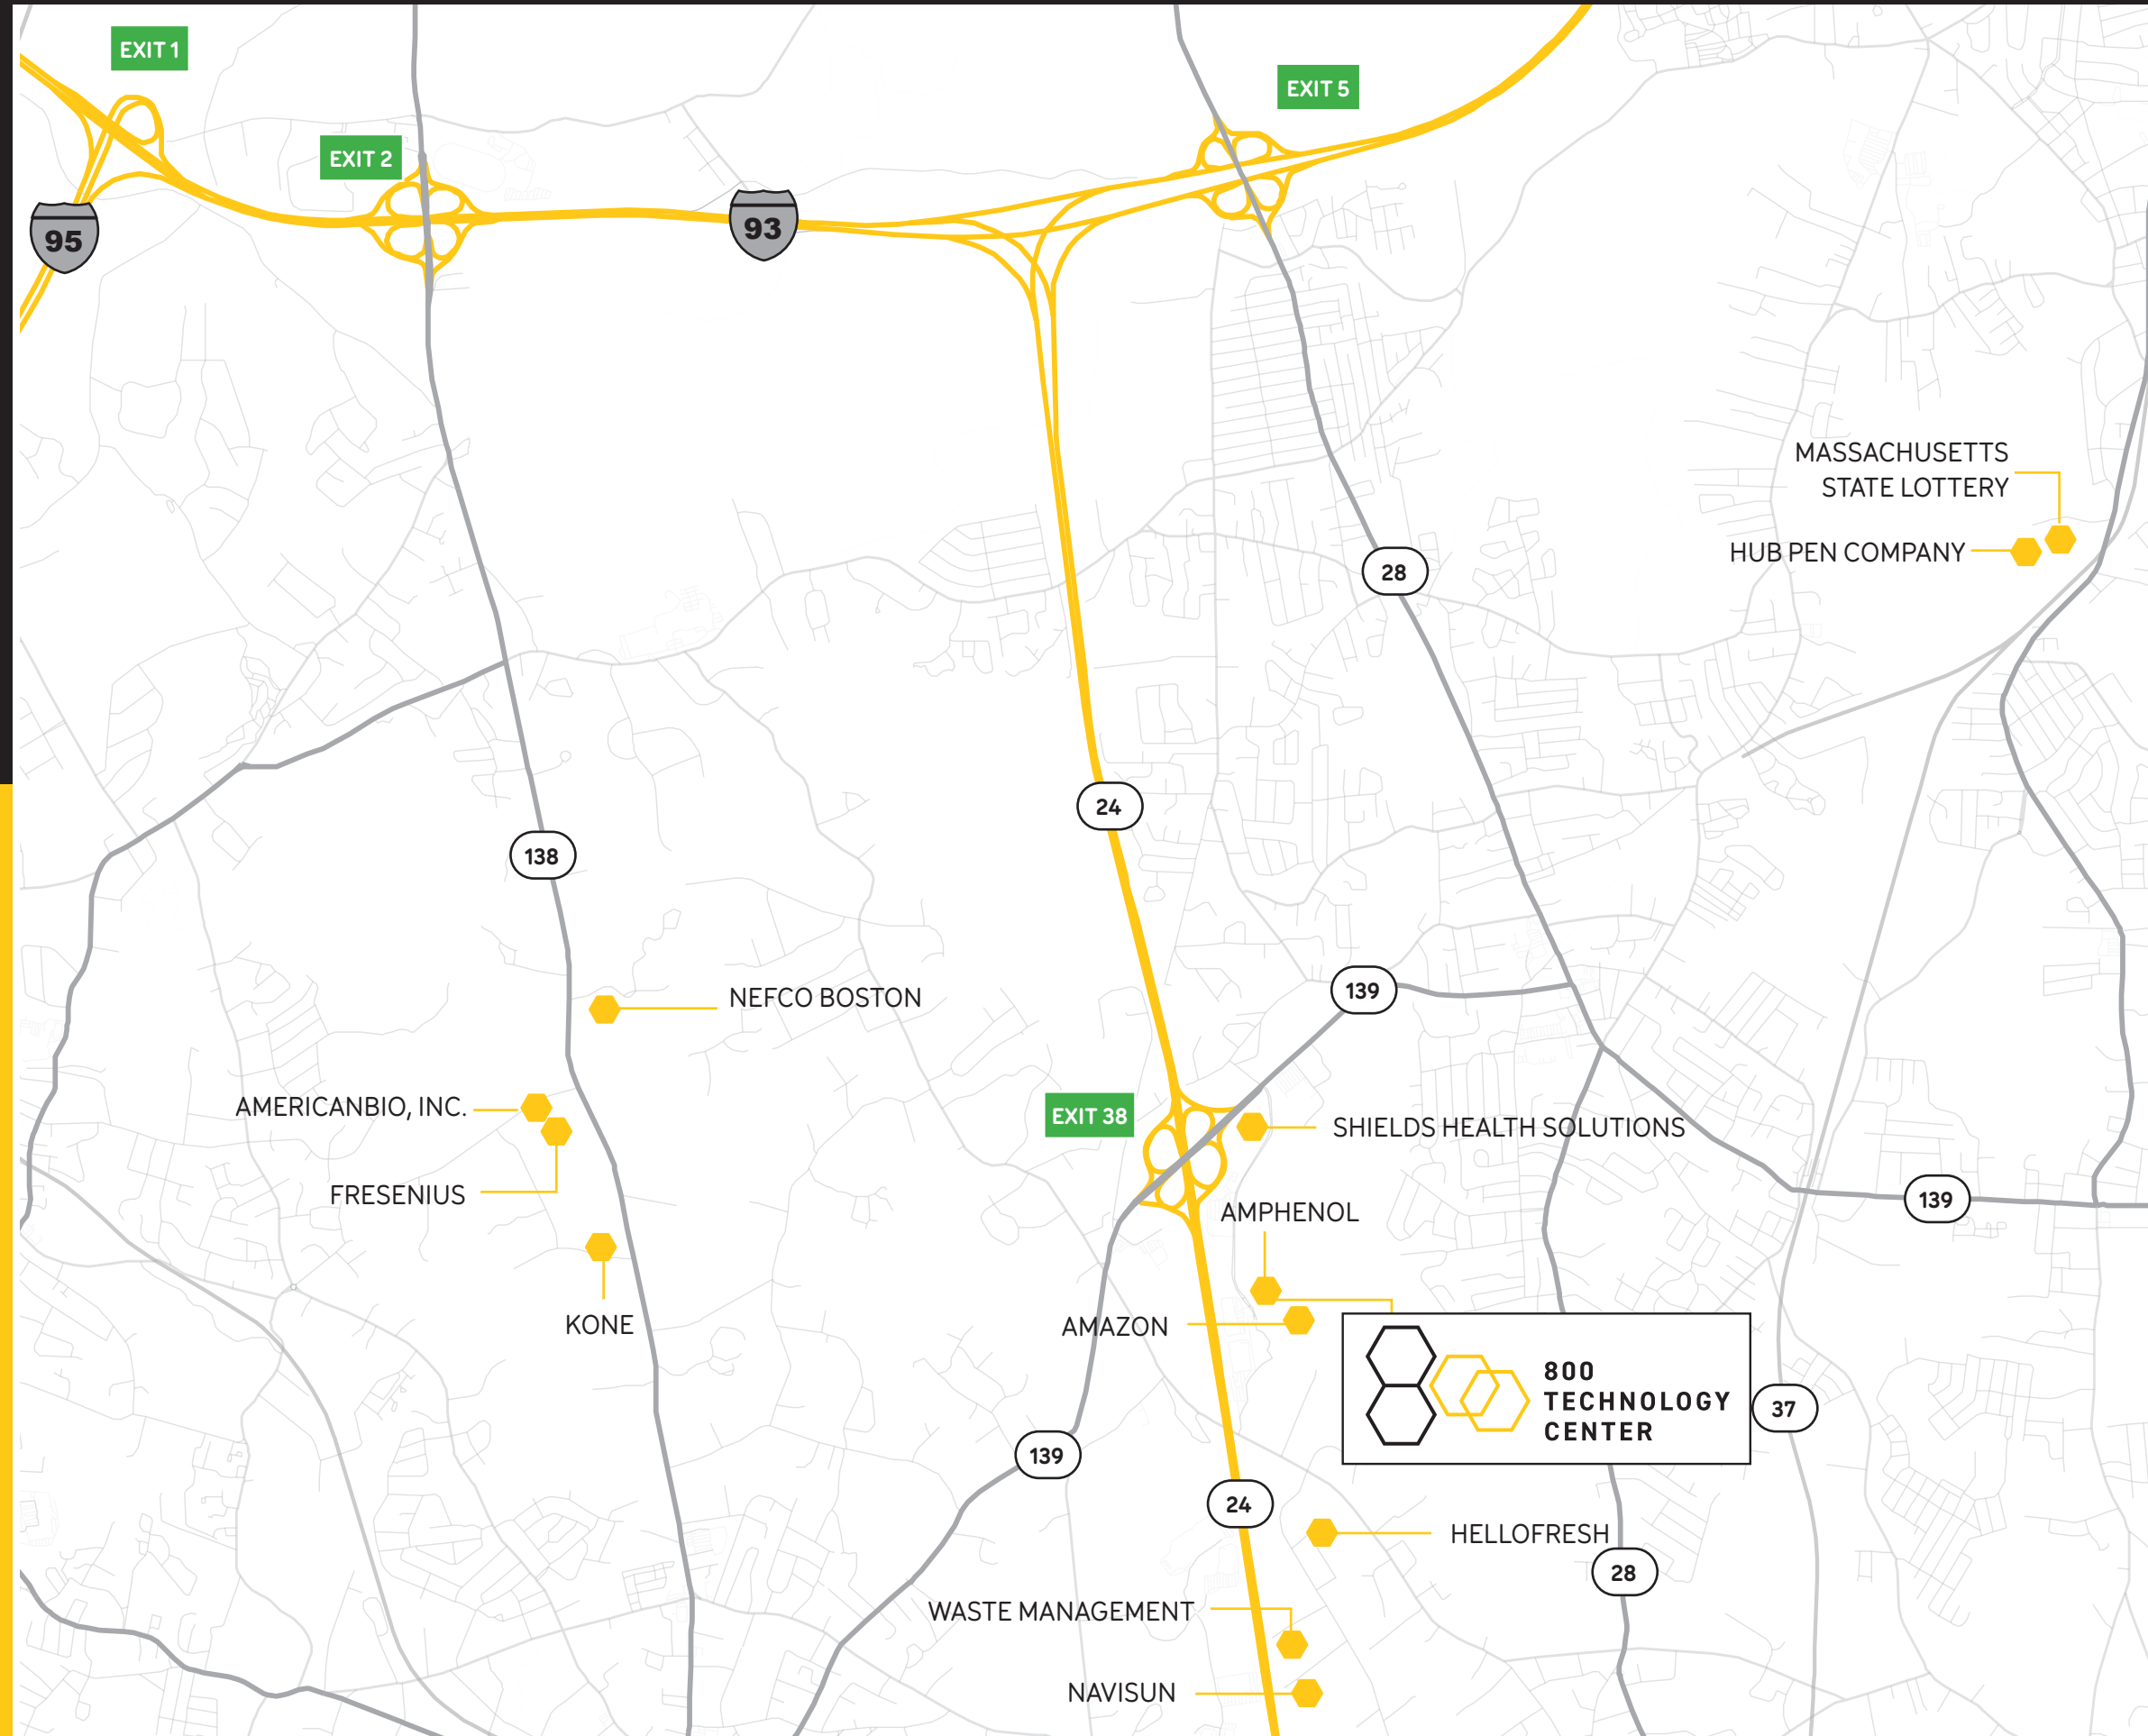 EXIT 1
EXIT 5
EXIT 2
95
93
MASSACHUSETTS
STATE LOTTERY
HUB PEN COMPANY
28
24
138
139
NEFCO BOSTON
AMERICANBIO, INC.
EXIT 38
SHIELDS HEALTH SOLUTIONS
FRESENIUS
139
AMPHENOL
KONE
AMAZON
800
TECHNOLOGY
CENTER
37
139
24
HELLOFRESH
28
WASTE MANAGEMENT
NAVISUN